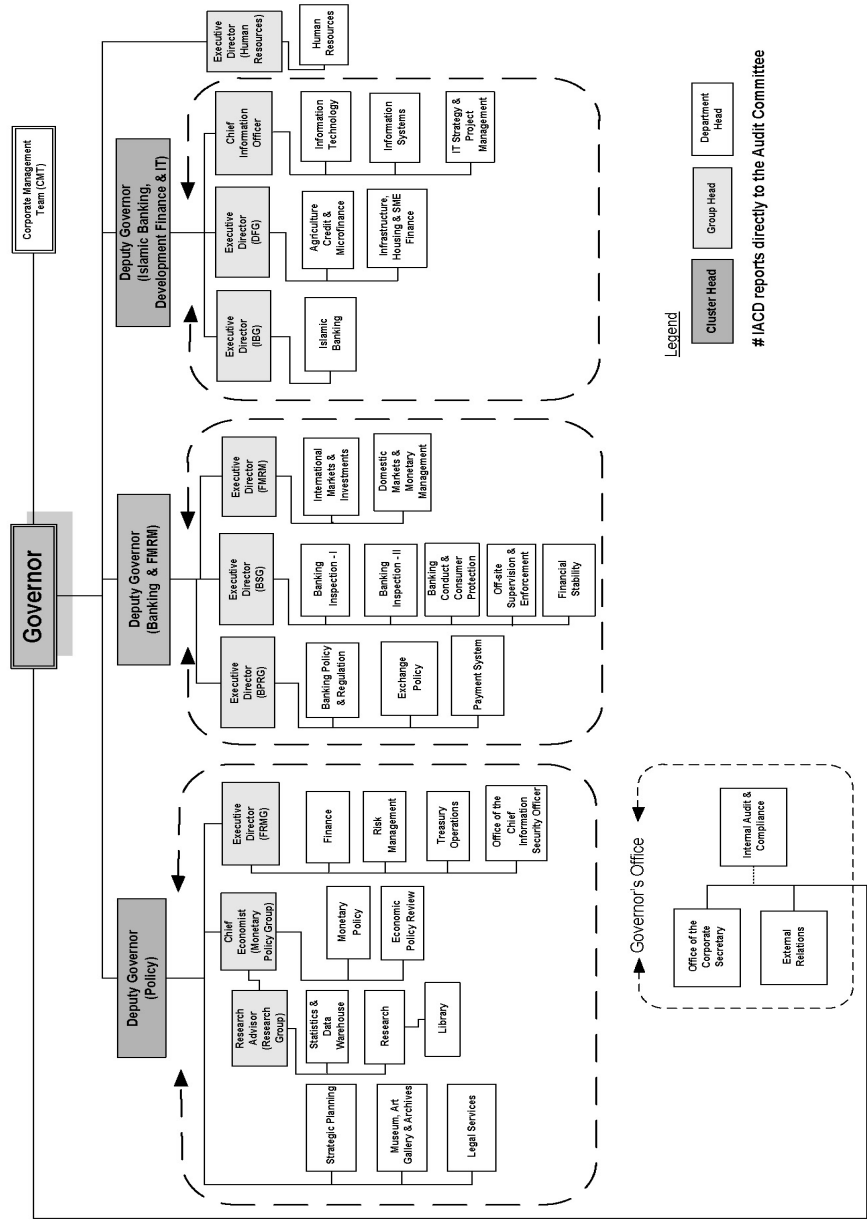 Governor
Corporate Management
Team (CMT)
Deputy Governor
(Policy)
Deputy Governor
(Banking & FMRM)
Deputy Governor
(Islamic Banking,
Development Finance & IT)
Executive
Director
(Human
Resources)
Human
Resources
Research
Advisor
(Research
Group)
Chief
Economist
(Monetary
Policy Group)
Executive
Director
(FRMG)
Strategic Planning
Museum, Art
Gallery & Archives
Legal Services
Statistics &
Data
Warehouse
Research
Library
Monetary
Policy
Economic
Policy Review
Finance
Risk
Management
Treasury
Operations
Office of the
Chief
Information
Security Officer
Executive
Director
(BPRG)
Banking Policy
& Regulation
Exchange
Policy
Payment System
Executive
Director
(BSG)
Banking
Inspection - I
Banking
Inspection - II
Banking
Conduct &
Consumer
Protection
Off-site
Supervision &
Enforcement
Financial
Stability
Executive
Director
(FMRM)
International
Markets &
Investments
Domestic
Markets &
Monetary
Management
Executive
Director
(IBG)
Islamic
Banking
Executive
Director
(DFG)
Agriculture
Credit &
Microfinance
Infrastructure,
Housing & SME
Finance
Chief
Information
Officer
Information
Technology
Information
Systems
IT Strategy &
Project
Management
Governor's Office
Office of the
Corporate
Secretary
External
Relations
Internal Audit &
Compliance
Legend
Cluster Head
Group Head
Department
Head
# IACD reports directly to the Audit Committee